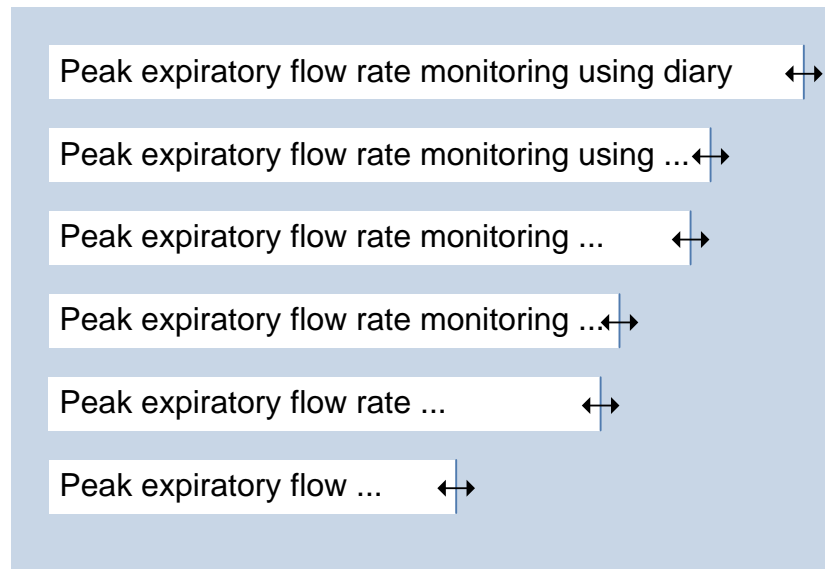 Peak expiratory flow rate monitoring using diary
Peak expiratory flow rate monitoring using ...
Peak expiratory flow rate monitoring ...
Peak expiratory flow rate monitoring ...
Peak expiratory flow rate ...
Peak expiratory flow ...